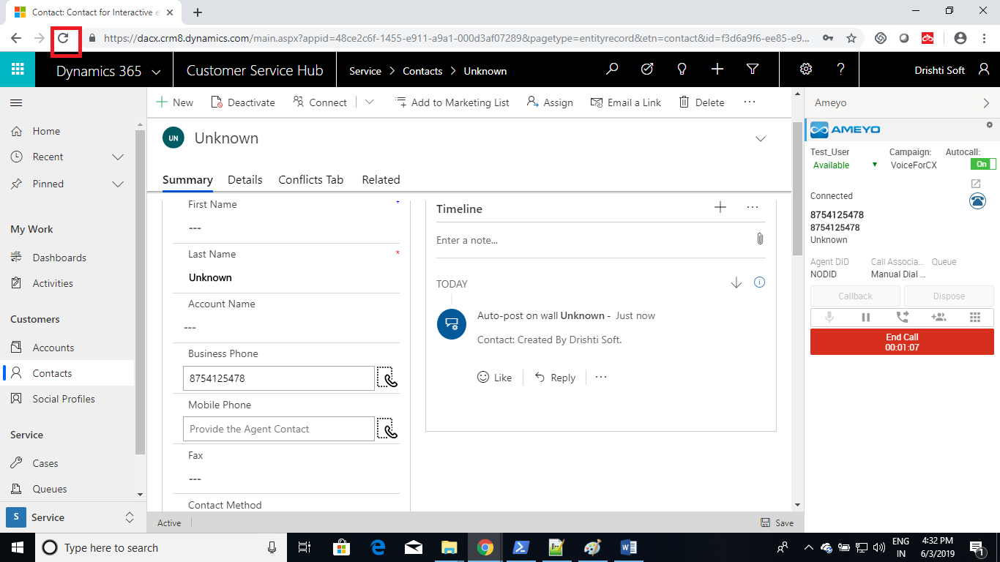 Contact: Contact for Interactive e
https://dacx.crm8.dynamics.com/main.aspx?appid=48ce2c6f-1455-e911-a9a1-000d3af07289&pagetype=entityrecord&etn=contact&id=f3d6a9f6-ee85-e9...
Dynamics 365
Customer Service Hub
Service > Contacts > Unknown
Drishti Soft
Home
Recent
Pinned
My Work
Dashboards
Activities
Customers
Accounts
Contacts
Social Profiles
Service
Cases
Queues
S Service
New Deactivate Connect Add to Marketing List Assign Email a Link Delete ...
UN Unknown
Summary Details Conflicts Tab Related
First Name
---
Last Name *
Unknown
Account Name
---
Business Phone
8754125478
Mobile Phone
Provide the Agent Contact
Fax
---
Contact Method
Timeline
Enter a note...
TODAY
Auto-post on wall Unknown - Just now
Contact: Created By Drishti Soft.
Like Reply ...
Active
Save
Ameyo
AMEYO
Test_User Campaign: Autocall:
Available VoiceForCX On
Connected
8754125478
8754125478
Unknown
Agent DID Call Associa... Queue
NODID Manual Dial ...
Callback Dispose
End Call
00:01:07
Type here to search
ENG
IN
4:32 PM
6/3/2019
1